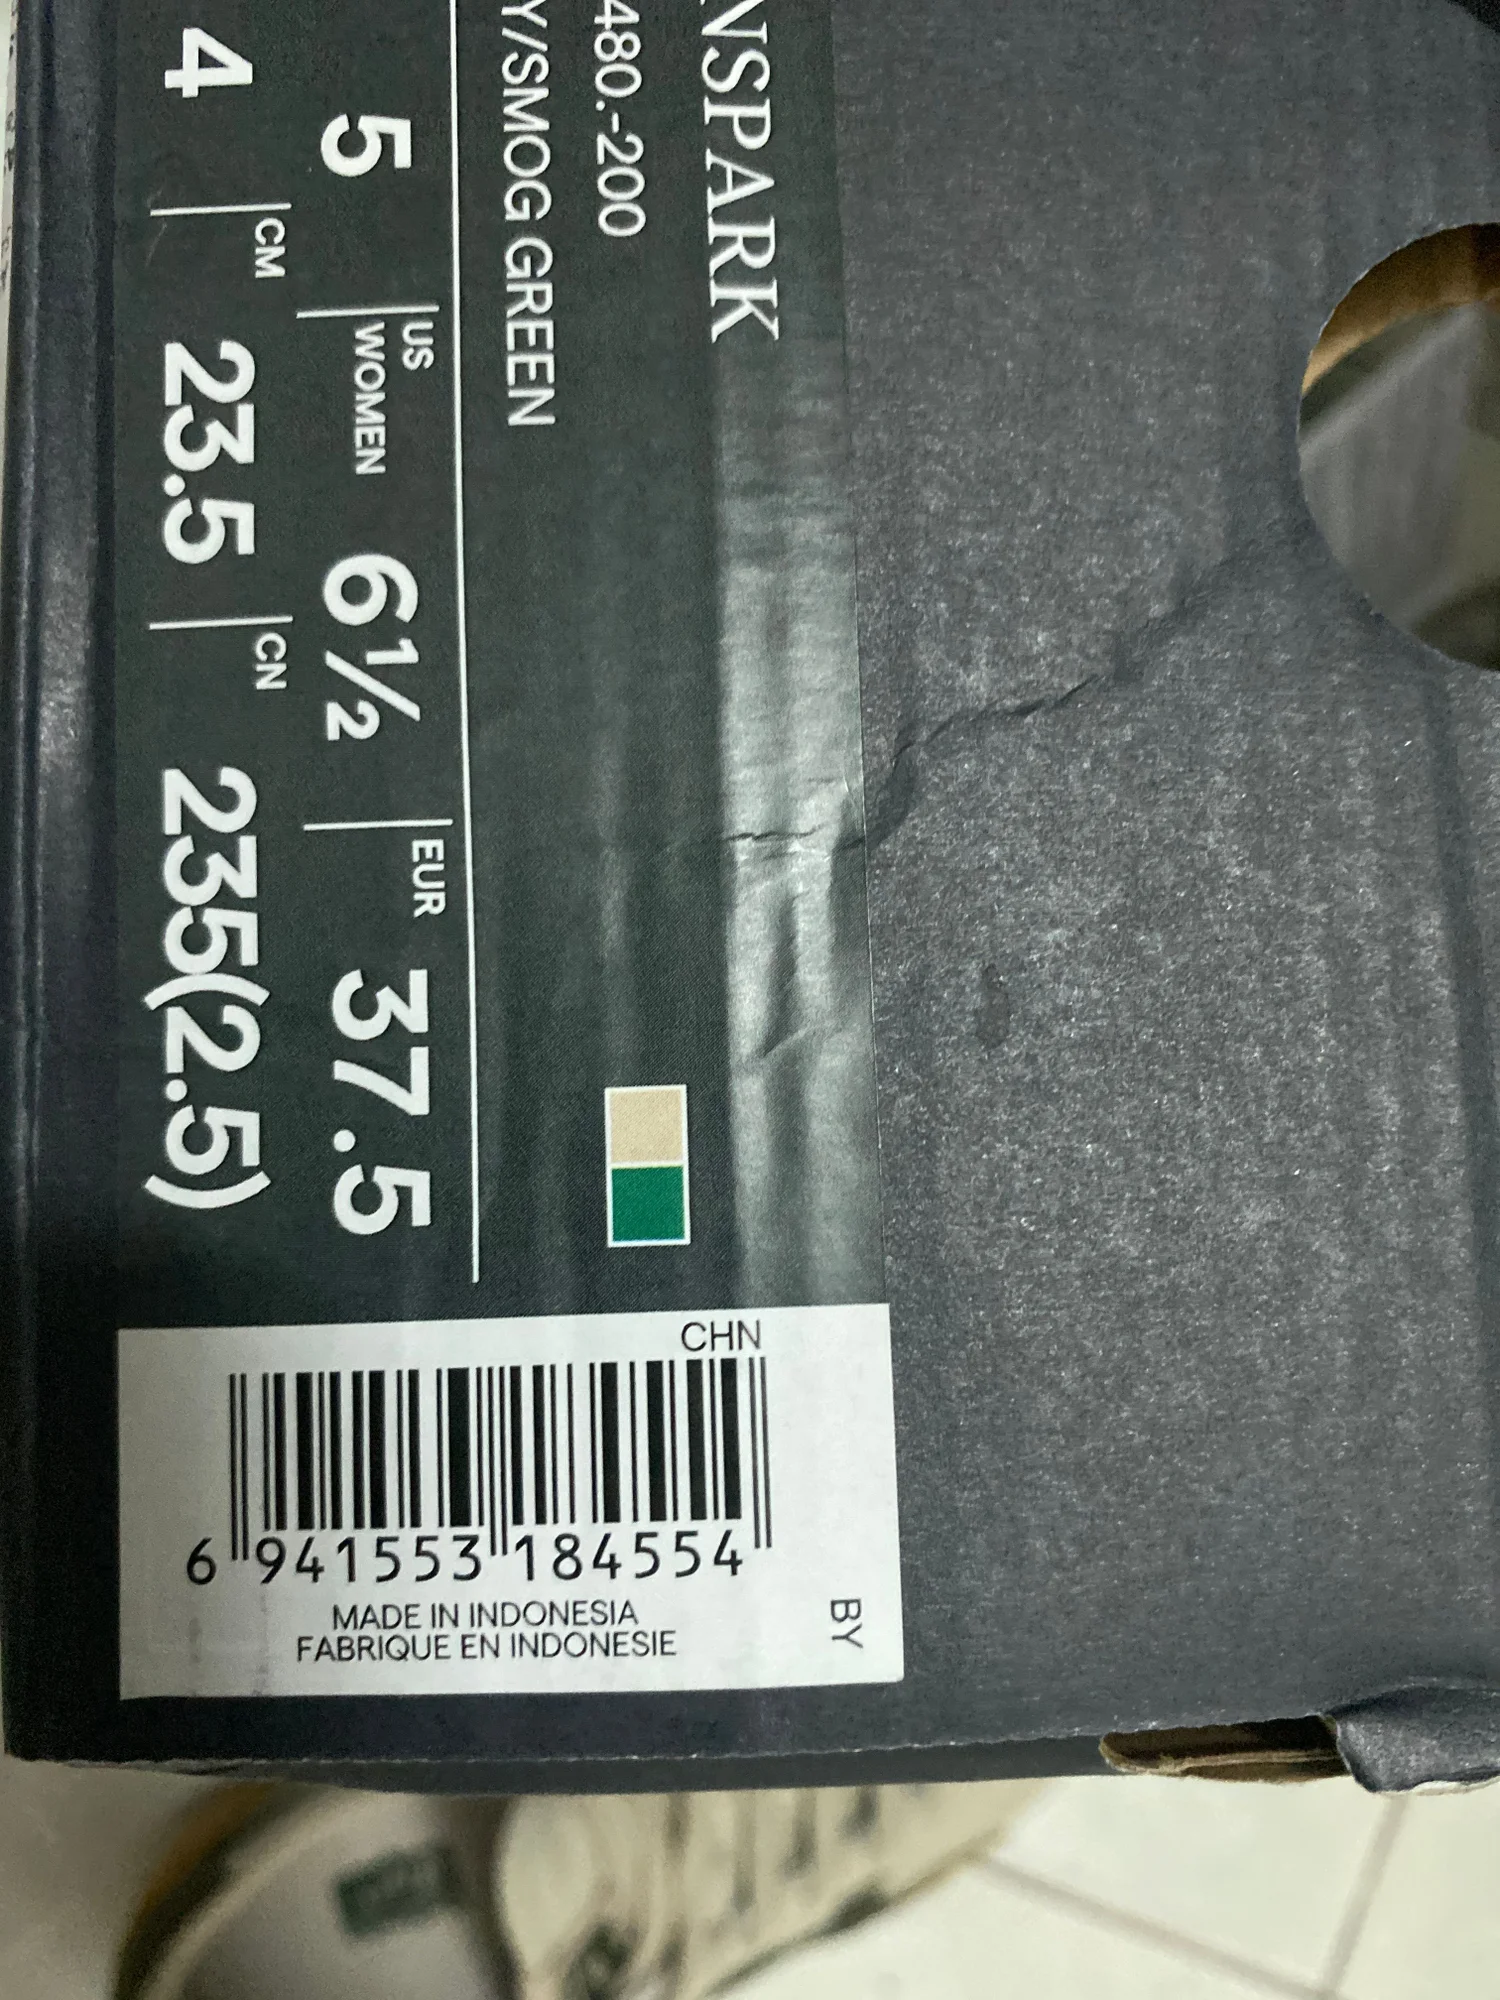 NSPARK
480.-200
Y/SMOG GREEN
5 US WOMEN 6½ EUR 37.5
4 CM 23.5 CN 235(2.5)
CHN
6 941553 184554
MADE IN INDONESIA
FABRIQUE EN INDONESIE
BY